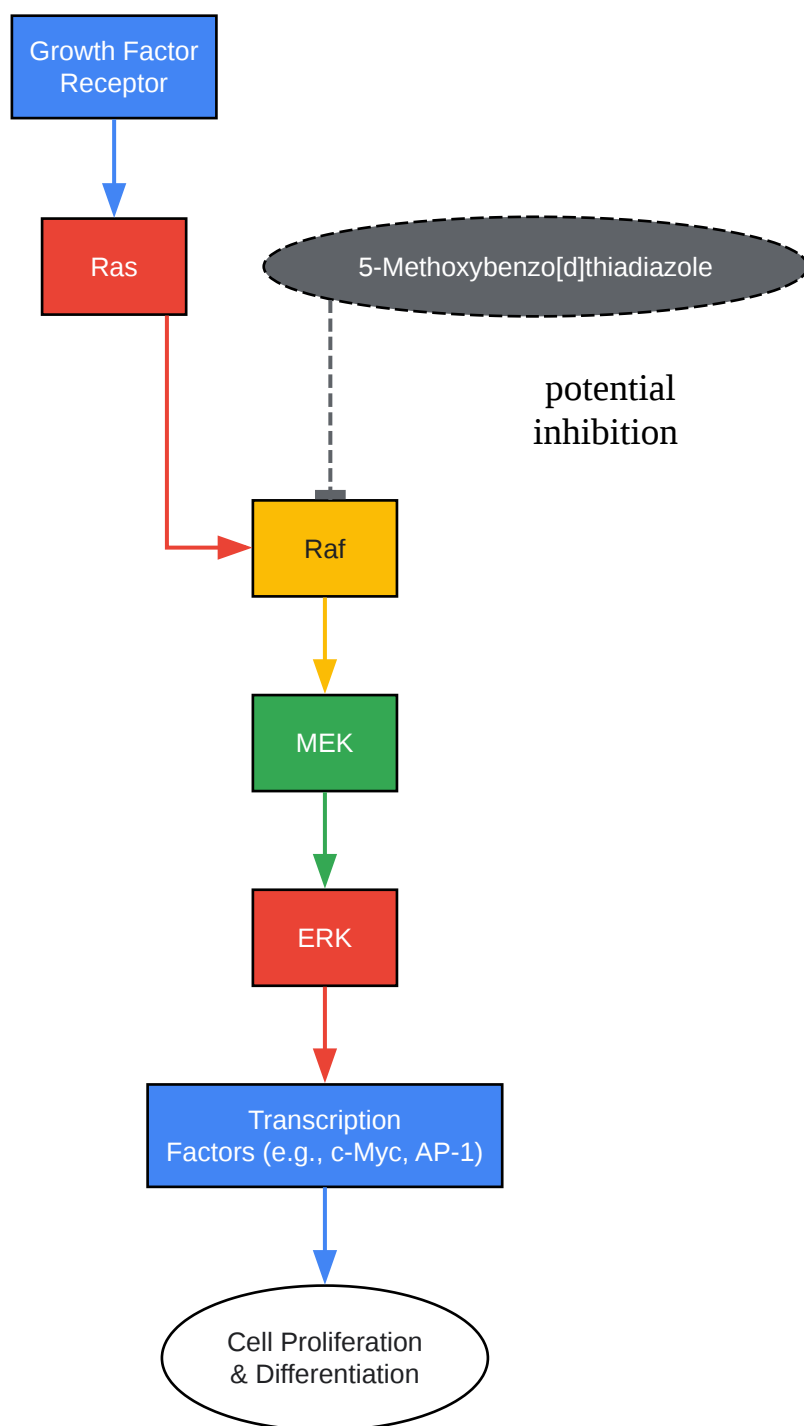 Growth Factor
Receptor
Ras
5-Methoxybenzo[d]thiadiazole
potential
inhibition
Raf
MEK
ERK
Transcription
Factors (e.g., c-Myc, AP-1)
Cell Proliferation
& Differentiation